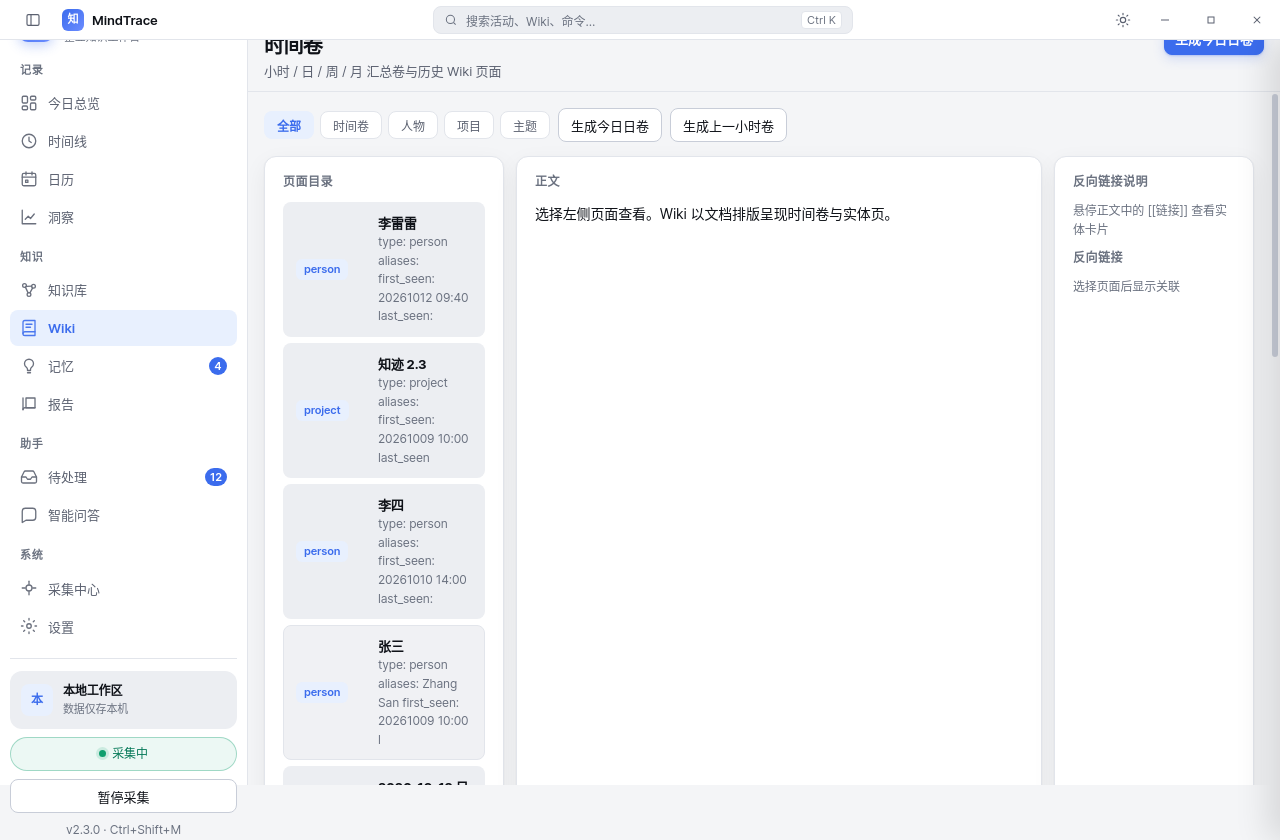 知 MindTrace
搜索活动、Wiki、命令...
Ctrl K
记录
今日总览
时间线
日历
洞察
知识
知识库
Wiki
记忆
4
报告
助手
待处理
12
智能问答
系统
采集中心
设置
本
本地工作区
数据仅存本机
采集中
暂停采集
v2.3.0 · Ctrl+Shift+M
时间卷
小时 / 日 / 周 / 月 汇总卷与历史 Wiki 页面
生成今日日卷
全部
时间卷
人物
项目
主题
生成今日日卷
生成上一小时卷
页面目录
person
李雷雷
type: person
aliases:
first_seen:
20261012 09:40
last_seen:
project
知迹 2.3
type: project
aliases:
first_seen:
20261009 10:00
last_seen
person
李四
type: person
aliases:
first_seen:
20261010 14:00
last_seen:
person
张三
type: person
aliases: Zhang
San first_seen:
20261009 10:00
l
正文
选择左侧页面查看。Wiki 以文档排版呈现时间卷与实体页。
反向链接说明
悬停正文中的 [[链接]] 查看实
体卡片
反向链接
选择页面后显示关联